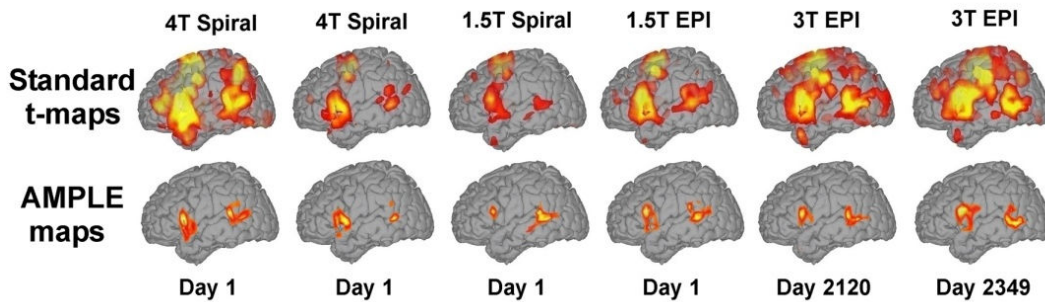 4T Spiral 4T Spiral 1.5T Spiral 1.5T EPI 3T EPI 3T EPI
Standard
t-maps
AMPLE
maps
Day 1 Day 1 Day 1 Day 1 Day 2120 Day 2349